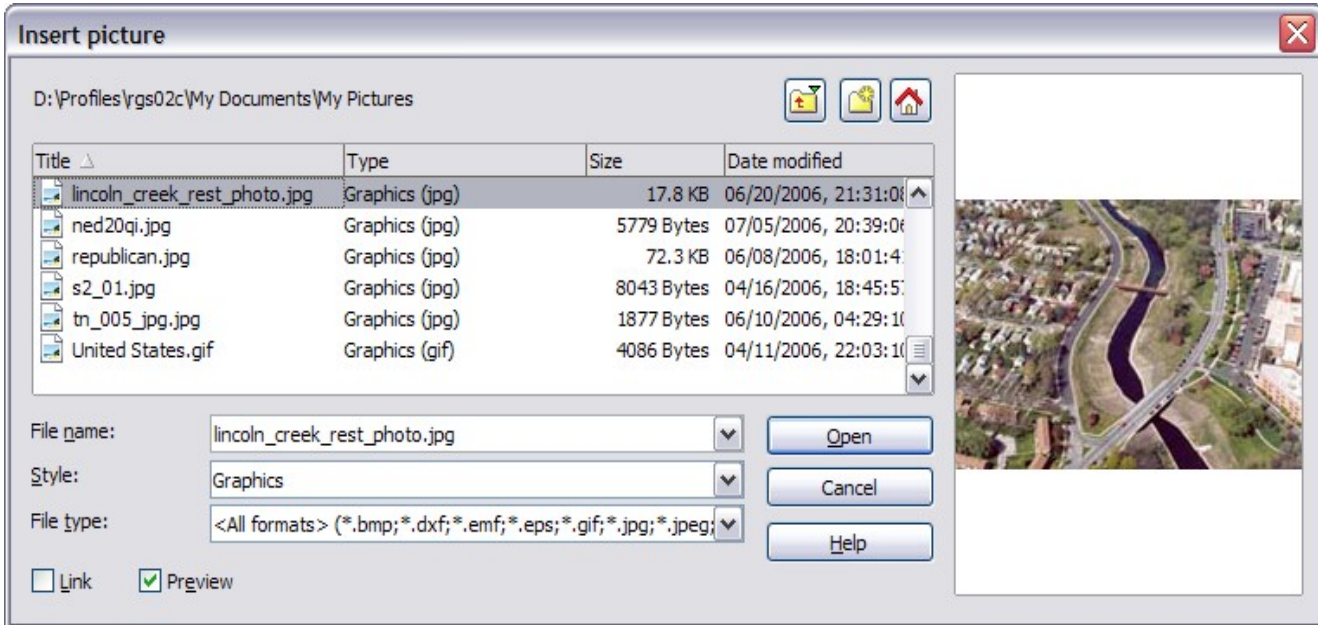 Insert picture
D:\Profiles\rgs02c\My Documents\My Pictures
Title Type Size Date modified
lincoln_creek_rest_photo.jpg Graphics (jpg) 17.8 KB 06/20/2006, 21:31:08
ned20qi.jpg Graphics (jpg) 5779 Bytes 07/05/2006, 20:39:06
republican.jpg Graphics (jpg) 72.3 KB 06/08/2006, 18:01:4
s2_01.jpg Graphics (jpg) 8043 Bytes 04/16/2006, 18:45:5
tn_005_jpg.jpg Graphics (jpg) 1877 Bytes 06/10/2006, 04:29:10
United States.gif Graphics (gif) 4086 Bytes 04/11/2006, 22:03:10
File name: lincoln_creek_rest_photo.jpg Open
Style: Graphics Cancel
File type: <All formats> (*.bmp;*.dxf;*.emf;*.eps;*.gif;*.jpg;*.jpeg; Help
Link Preview